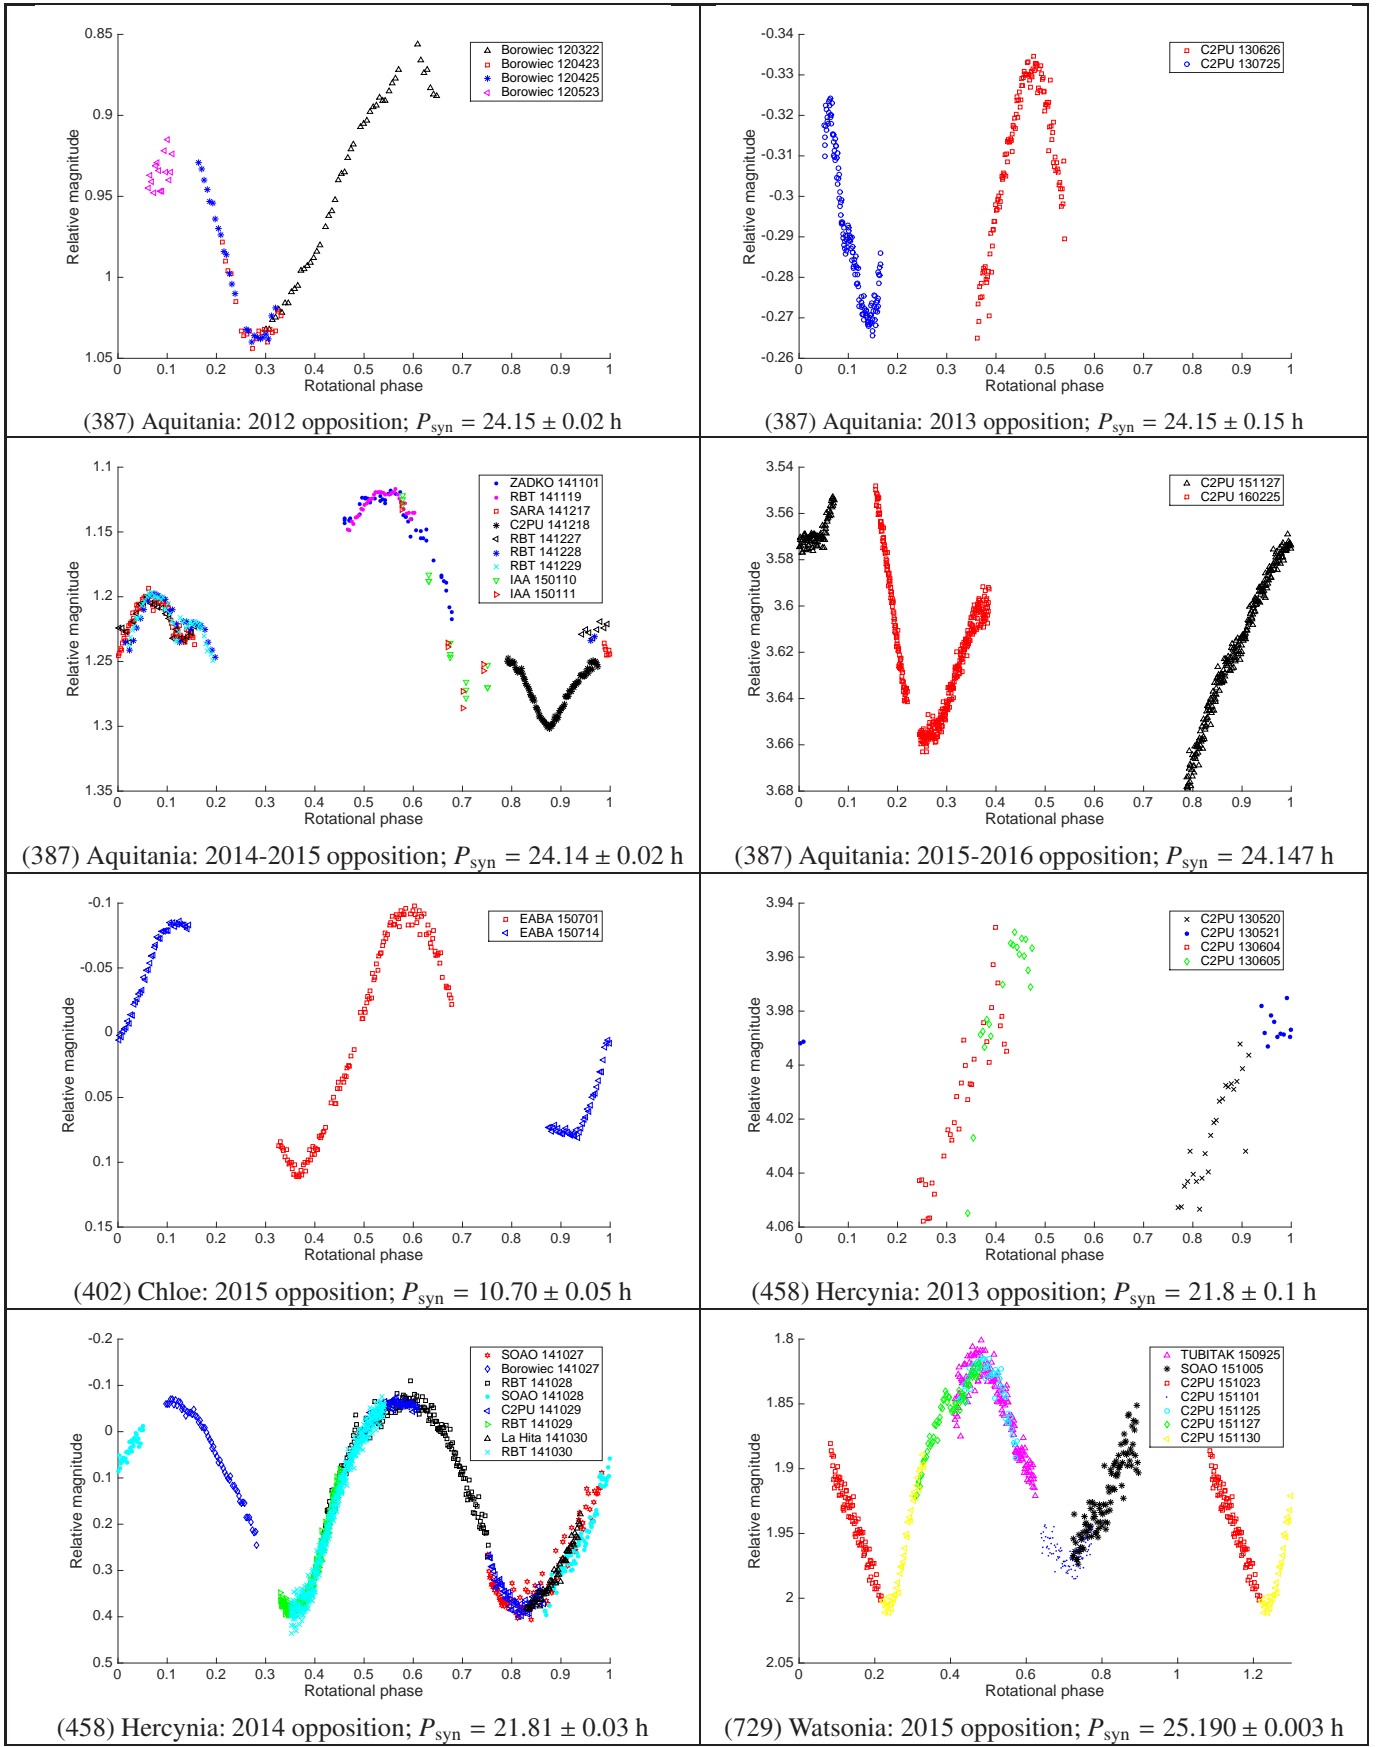 0.85
0.9
0.95
1
1.05
Relative magnitude
0 0.1 0.2 0.3 0.4 0.5 0.6 0.7 0.8 0.9 1
Rotational phase
Borowiec 120322
Borowiec 120423
Borowiec 120425
Borowiec 120523
(387) Aquitania: 2012 opposition; P_syn = 24.15 ± 0.02 h
-0.34
-0.33
-0.32
-0.31
-0.3
-0.29
-0.28
-0.27
-0.26
Relative magnitude
0 0.1 0.2 0.3 0.4 0.5 0.6 0.7 0.8 0.9 1
Rotational phase
C2PU 130626
C2PU 130725
(387) Aquitania: 2013 opposition; P_syn = 24.15 ± 0.15 h
1.1
1.15
1.2
1.25
1.3
1.35
Relative magnitude
0 0.1 0.2 0.3 0.4 0.5 0.6 0.7 0.8 0.9 1
Rotational phase
ZADKO 141101
RBT 141119
SARA 141217
C2PU 141218
RBT 141227
RBT 141228
RBT 141229
IAA 150110
IAA 150111
(387) Aquitania: 2014-2015 opposition; P_syn = 24.14 ± 0.02 h
3.54
3.56
3.58
3.6
3.62
3.64
3.66
3.68
Relative magnitude
0 0.1 0.2 0.3 0.4 0.5 0.6 0.7 0.8 0.9 1
Rotational phase
C2PU 151127
C2PU 160225
(387) Aquitania: 2015-2016 opposition; P_syn = 24.147 h
-0.1
-0.05
0
0.05
0.1
0.15
Relative magnitude
0 0.1 0.2 0.3 0.4 0.5 0.6 0.7 0.8 0.9 1
Rotational phase
EABA 150701
EABA 150714
(402) Chloe: 2015 opposition; P_syn = 10.70 ± 0.05 h
3.94
3.96
3.98
4
4.02
4.04
4.06
Relative magnitude
0 0.1 0.2 0.3 0.4 0.5 0.6 0.7 0.8 0.9 1
Rotational phase
C2PU 130520
C2PU 130521
C2PU 130604
C2PU 130605
(458) Hercynia: 2013 opposition; P_syn = 21.8 ± 0.1 h
-0.2
-0.1
0
0.1
0.2
0.3
0.4
0.5
Relative magnitude
0 0.1 0.2 0.3 0.4 0.5 0.6 0.7 0.8 0.9 1
Rotational phase
SOAO 141027
Borowiec 141027
RBT 141028
SOAO 141028
C2PU 141029
RBT 141029
La Hita 141030
RBT 141030
(458) Hercynia: 2014 opposition; P_syn = 21.81 ± 0.03 h
1.8
1.85
1.9
1.95
2
2.05
Relative magnitude
0 0.2 0.4 0.6 0.8 1 1.2
Rotational phase
TUBITAK 150925
SOAO 151005
C2PU 151023
C2PU 151101
C2PU 151125
C2PU 151127
C2PU 151130
(729) Watsonia: 2015 opposition; P_syn = 25.190 ± 0.003 h